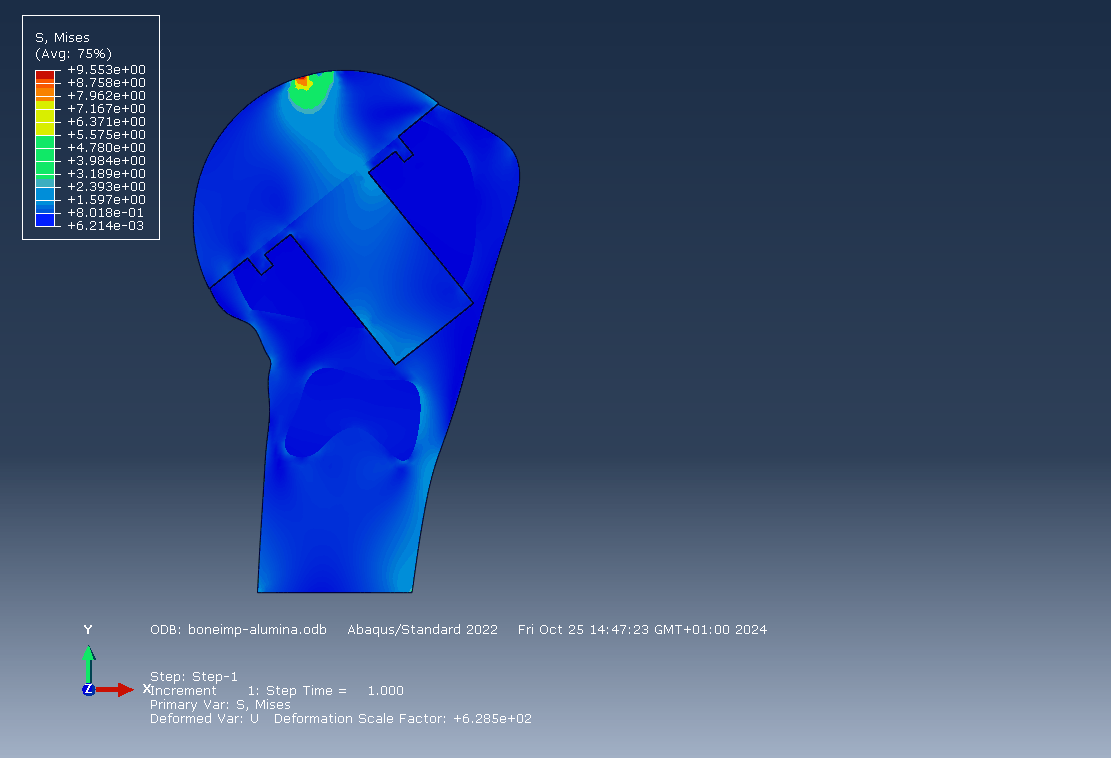 S, Mises
(Avg: 75%)
+9.553e+00
+8.758e+00
+7.962e+00
+7.167e+00
+6.371e+00
+5.575e+00
+4.780e+00
+3.984e+00
+3.189e+00
+2.393e+00
+1.597e+00
+8.018e-01
+6.214e-03
Y
ODB: boneimp-alumina.odb Abaqus/Standard 2022 Fri Oct 25 14:47:23 GMT+01:00 2024
Step: Step-1
Z X
Increment 1: Step Time = 1.000
Primary Var: S, Mises
Deformed Var: U Deformation Scale Factor: +6.285e+02